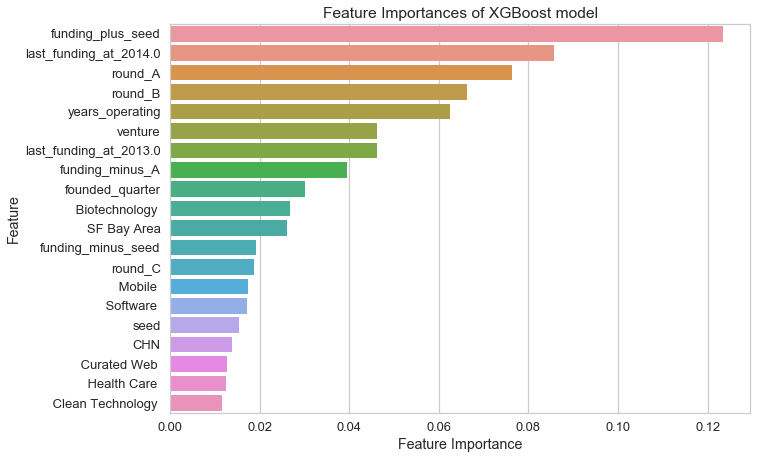 Feature Importances of XGBoost model
funding_plus_seed
last_funding_at_2014.0
round_A
round_B
years_operating
venture
last_funding_at_2013.0
funding_minus_A
founded_quarter
Biotechnology
SF Bay Area
funding_minus_seed
round_C
Mobile
Software
seed
CHN
Curated Web
Health Care
Clean Technology
Feature
0.00 0.02 0.04 0.06 0.08 0.10 0.12
Feature Importance